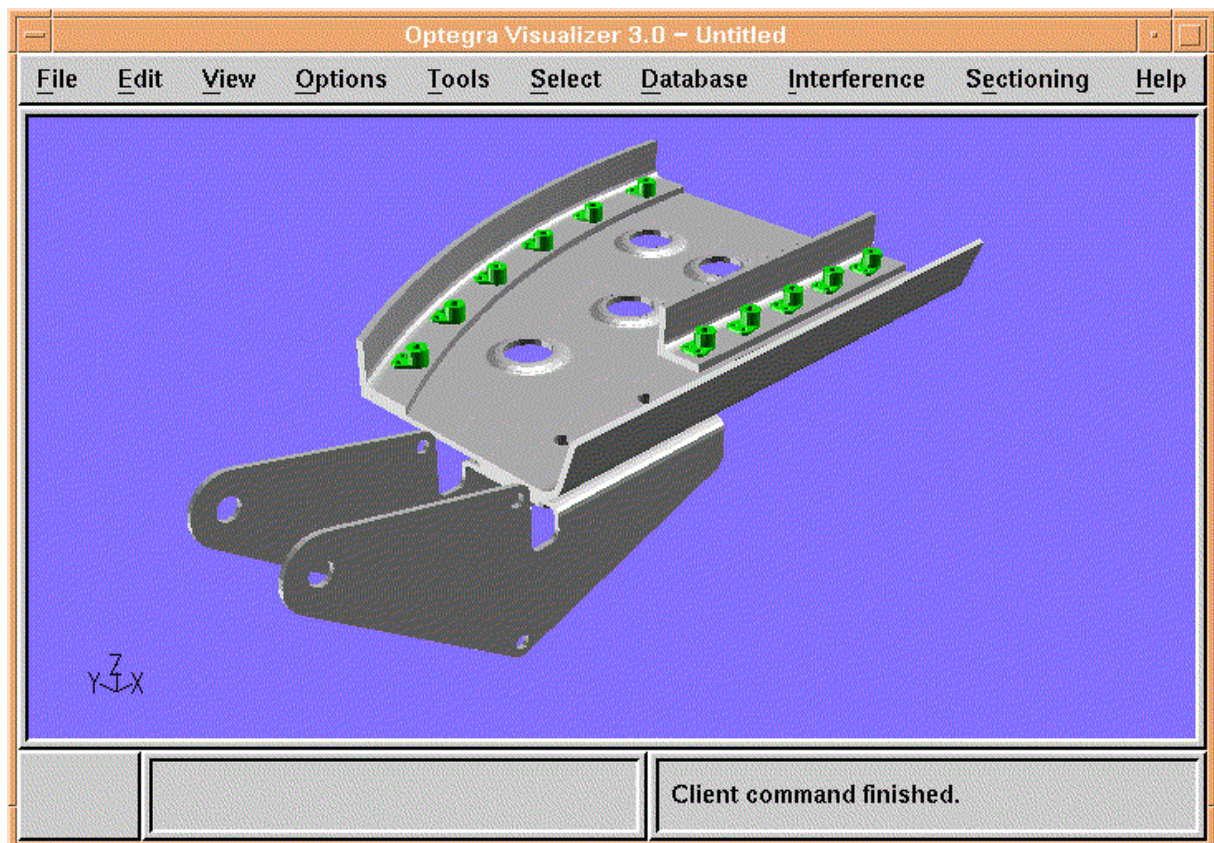 Optegra Visualizer 3.0 – Untitled
File Edit View Options Tools Select Database Interference Sectioning Help
Z
Y X
Client command finished.